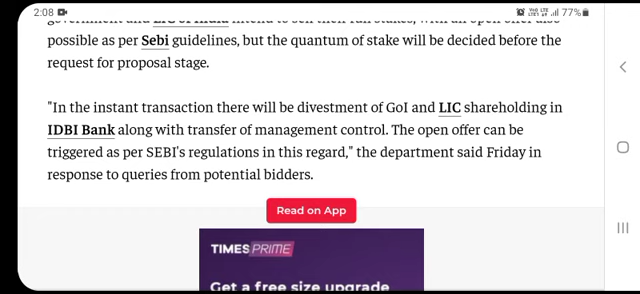 2:08 77%
possible as per Sebi guidelines, but the quantum of stake will be decided before the
request for proposal stage.
"In the instant transaction there will be divestment of GoI and LIC shareholding in
IDBI Bank along with transfer of management control. The open offer can be
triggered as per SEBI's regulations in this regard," the department said Friday in
response to queries from potential bidders.
Read on App
TIMES PRIME
Get a free size upgrade